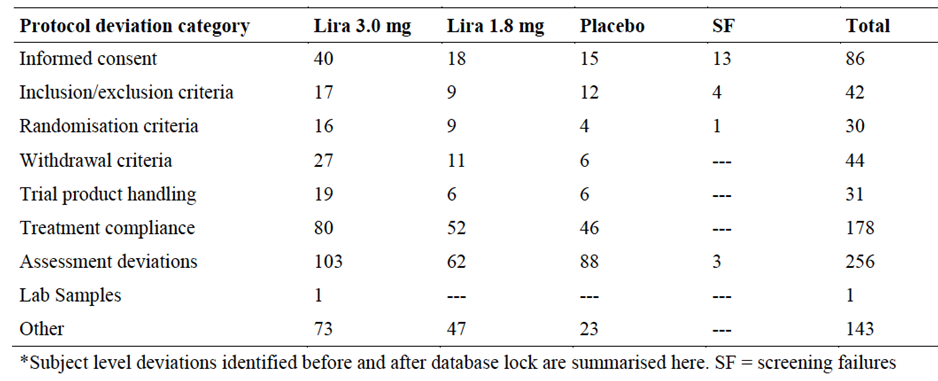 Protocol deviation category Lira 3.0 mg Lira 1.8 mg Placebo SF Total
Informed consent 40 18 15 13 86
Inclusion/exclusion criteria 17 9 12 4 42
Randomisation criteria 16 9 4 1 30
Withdrawal criteria 27 11 6 --- 44
Trial product handling 19 6 6 --- 31
Treatment compliance 80 52 46 --- 178
Assessment deviations 103 62 88 3 256
Lab Samples 1 --- --- --- 1
Other 73 47 23 --- 143
*Subject level deviations identified before and after database lock are summarised here. SF = screening failures